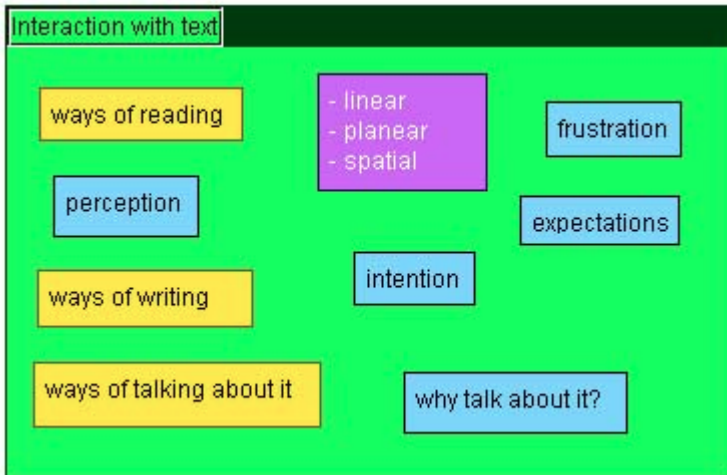 Interaction with text
ways of reading
- linear
- planear
- spatial
frustration
perception
expectations
intention
ways of writing
ways of talking about it
why talk about it?